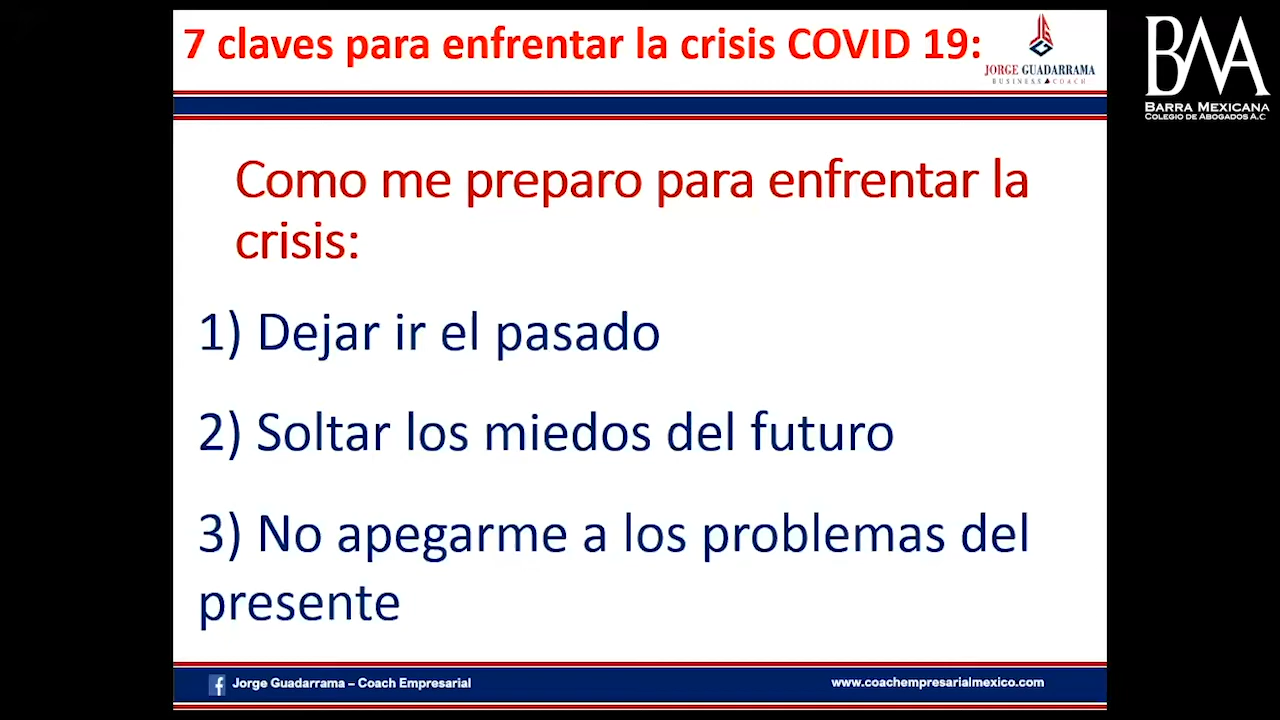 7 claves para enfrentar la crisis COVID 19:
JORGE GUADARRAMA
BUSINESS COACH
BMA
BARRA MEXICANA
COLEGIO DE ABOGADOS A.C
Como me preparo para enfrentar la
crisis:
1) Dejar ir el pasado
2) Soltar los miedos del futuro
3) No apegarme a los problemas del
presente
f Jorge Guadarrama – Coach Empresarial
www.coachempresarialmexico.com